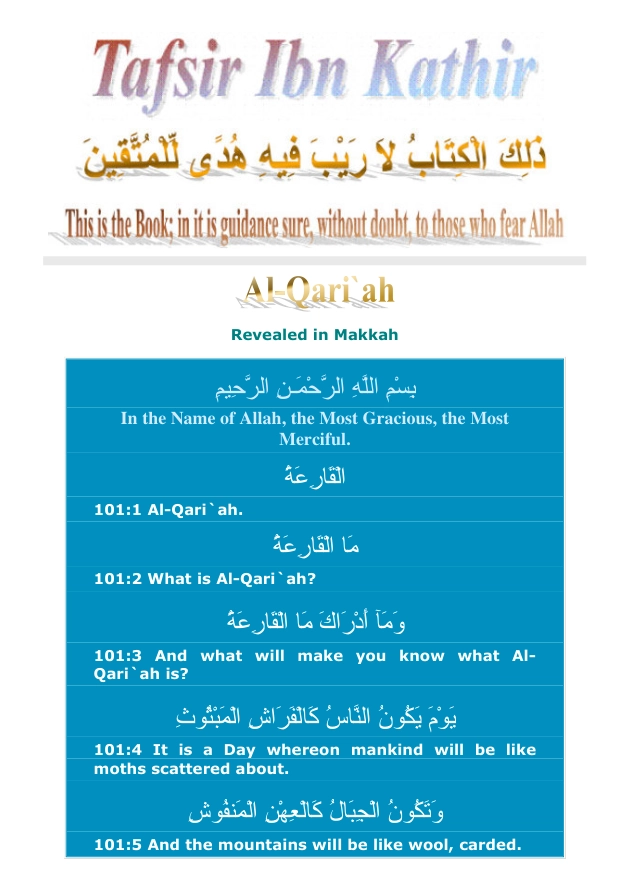 Tafsir Ibn Kathir
ذَلِكَ الْكِتَابُ لاَ رَيْبَ فِيهِ هُدًى لِّلْمُتَّقِينَ
This is the Book; in it is guidance sure, without doubt, to those who fear Allah
Al-Qari`ah
Revealed in Makkah
بِسْمِ اللَّهِ الرَّحْمَـنِ الرَّحِيمِ
In the Name of Allah, the Most Gracious, the Most
Merciful.
الْقَارِعَةُ
101:1 Al-Qari`ah.
مَا الْقَارِعَةُ
101:2 What is Al-Qari`ah?
وَمَآ أَدْرَاكَ مَا الْقَارِعَةُ
101:3 And what will make you know what Al-
Qari`ah is?
يَوْمَ يَكُونُ النَّاسُ كَالْفَرَاشِ الْمَبْثُوثِ
101:4 It is a Day whereon mankind will be like
moths scattered about.
وَتَكُونُ الْجِبَالُ كَالْعِهْنِ الْمَنفُوشِ
101:5 And the mountains will be like wool, carded.